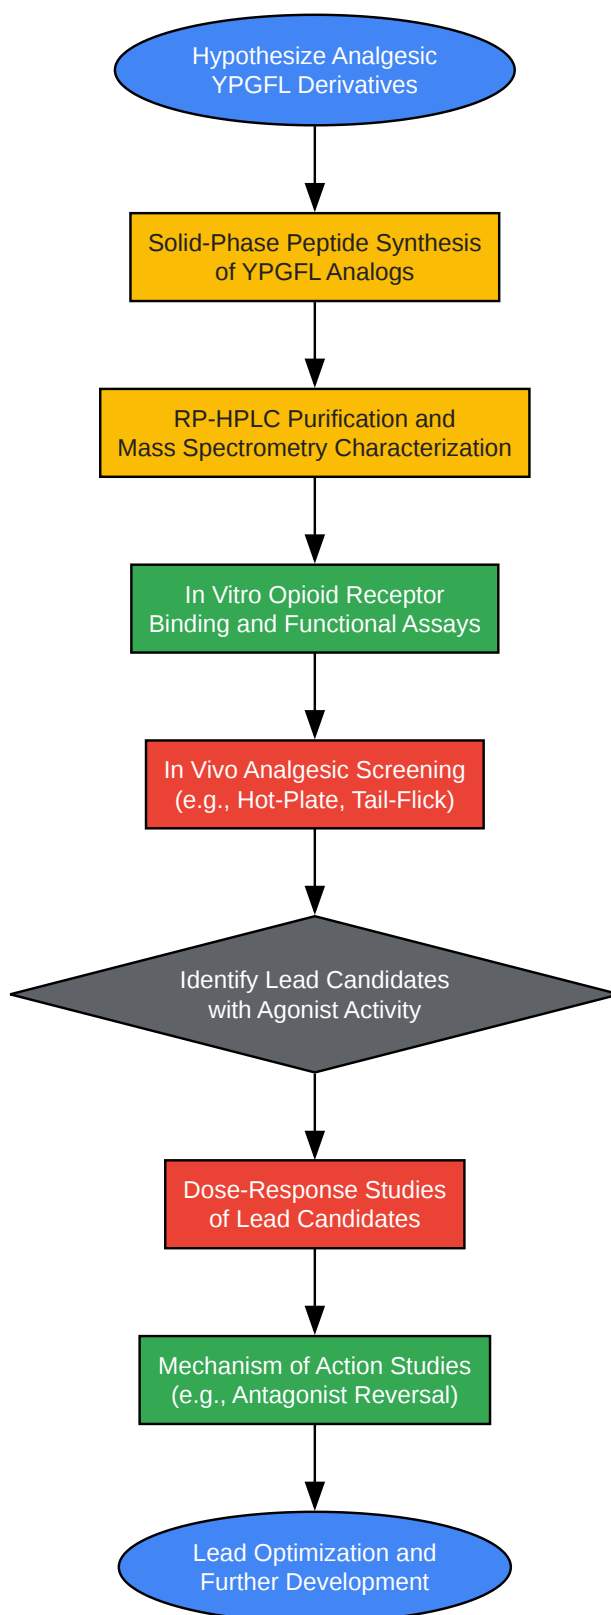 Hypothesize Analgesic
YPGFL Derivatives
Solid-Phase Peptide Synthesis
of YPGFL Analogs
RP-HPLC Purification and
Mass Spectrometry Characterization
In Vitro Opioid Receptor
Binding and Functional Assays
In Vivo Analgesic Screening
(e.g., Hot-Plate, Tail-Flick)
Identify Lead Candidates
with Agonist Activity
Dose-Response Studies
of Lead Candidates
Mechanism of Action Studies
(e.g., Antagonist Reversal)
Lead Optimization and
Further Development